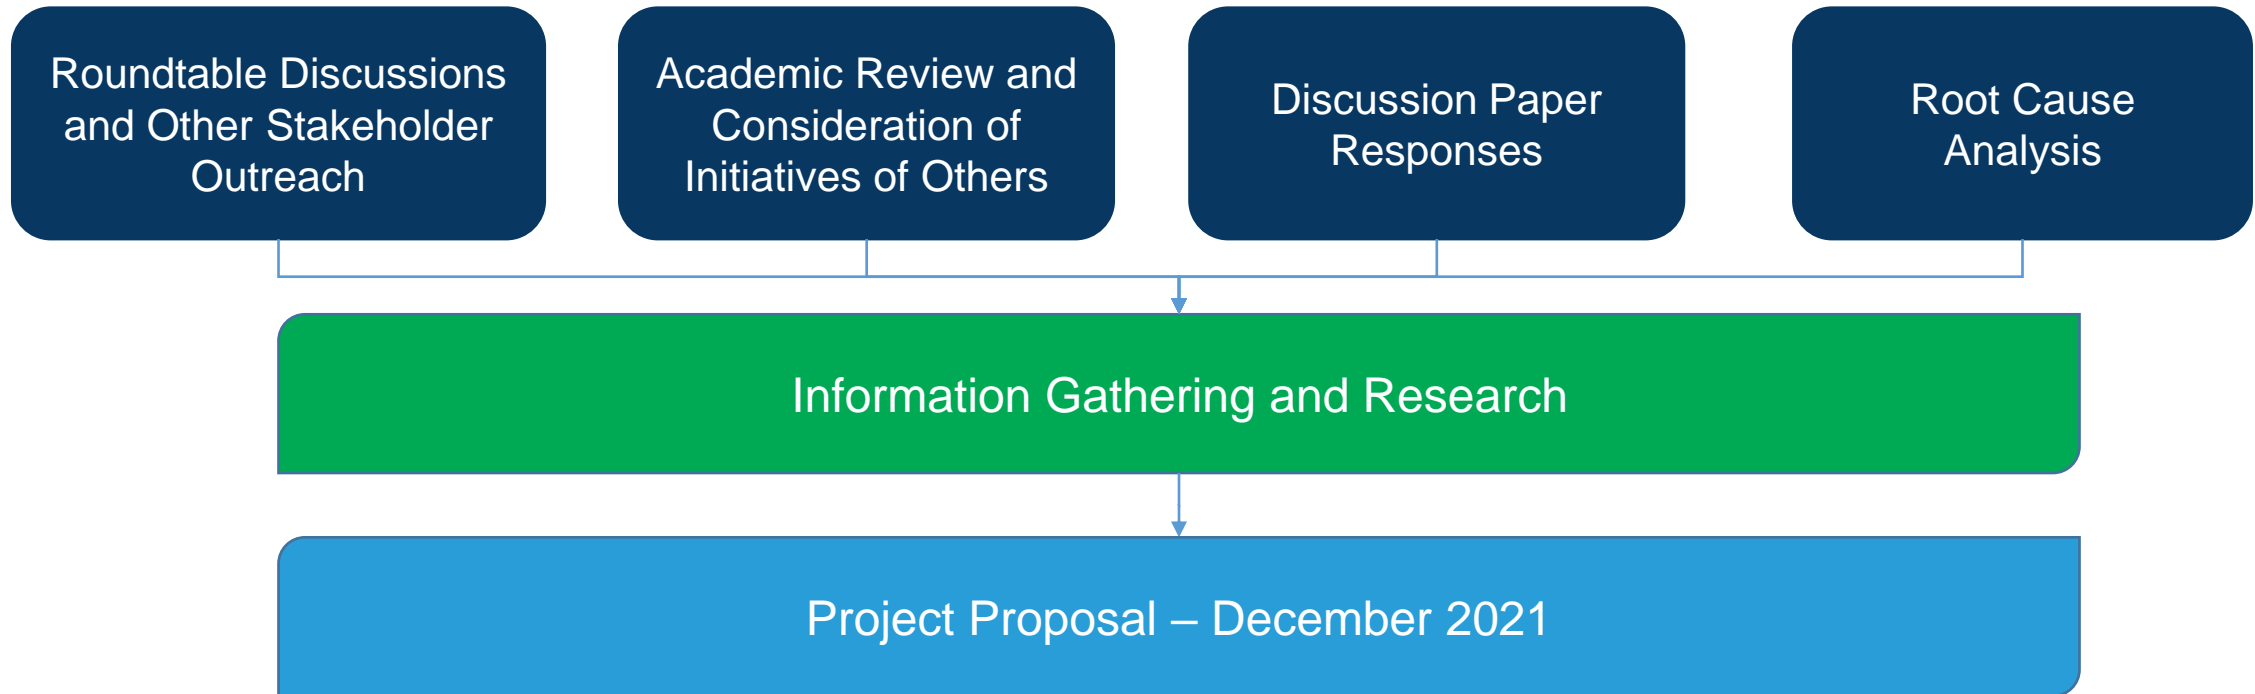 Roundtable Discussions
and Other Stakeholder
Outreach
Academic Review and
Consideration of
Initiatives of Others
Discussion Paper
Responses
Root Cause
Analysis
Information Gathering and Research
Project Proposal – December 2021